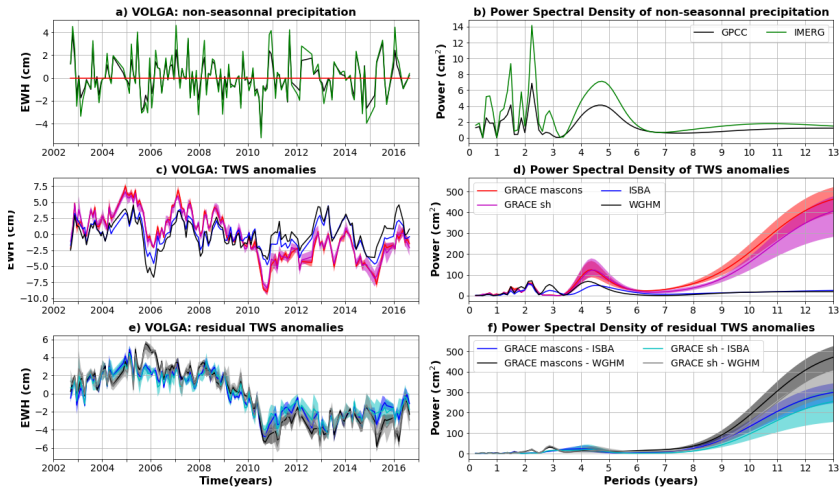 a) VOLGA: non-seasonnal precipitation
EWH (cm)
4
2
0
−2
−4
2002 2004 2006 2008 2010 2012 2014 2016
b) Power Spectral Density of non-seasonnal precipitation
Power (cm²)
14
12
10
8
6
4
2
0
GPCC IMERG
0 1 2 3 4 5 6 7 8 9 10 11 12 13
c) VOLGA: TWS anomalies
EWH (cm)
7.5
5.0
2.5
0.0
−2.5
−5.0
−7.5
−10.0
2002 2004 2006 2008 2010 2012 2014 2016
d) Power Spectral Density of TWS anomalies
Power (cm²)
500
400
300
200
100
0
GRACE mascons ISBA
GRACE sh WGHM
0 1 2 3 4 5 6 7 8 9 10 11 12 13
e) VOLGA: residual TWS anomalies
EWH (cm)
6
4
2
0
−2
−4
−6
2002 2004 2006 2008 2010 2012 2014 2016
Time(years)
f) Power Spectral Density of residual TWS anomalies
Power (cm²)
500
400
300
200
100
0
GRACE mascons - ISBA GRACE sh - ISBA
GRACE mascons - WGHM GRACE sh - WGHM
0 1 2 3 4 5 6 7 8 9 10 11 12 13
Periods (years)